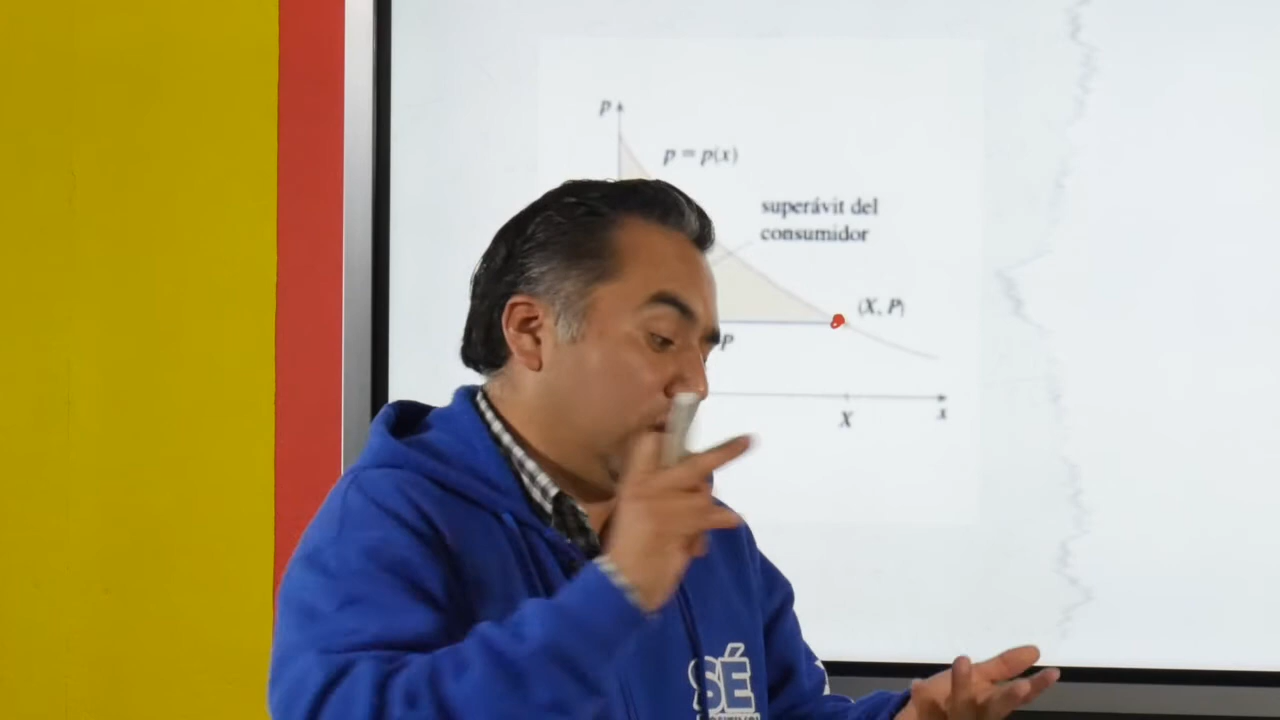 p
p = p(x)
superávit del
consumidor
(X, P)
P
X
x
SÉ